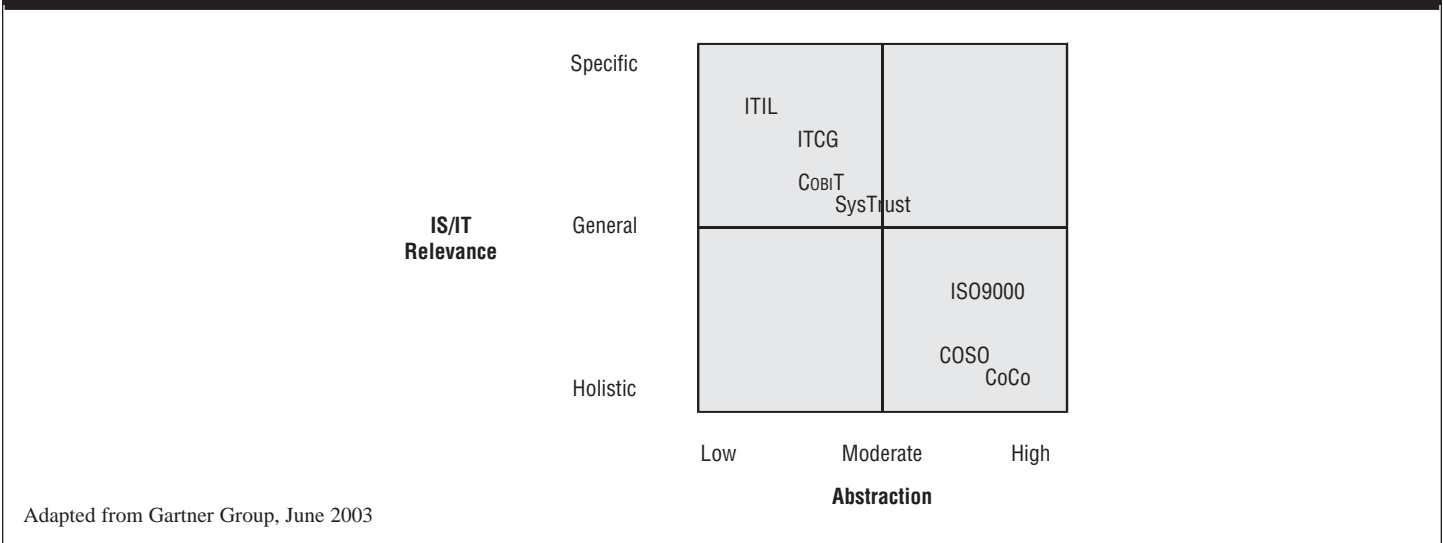 Specific
ITIL
ITCG
COBIT
SysTrust
IS/IT
Relevance
General
ISO9000
COSO
CoCo
Holistic
Low Moderate High
Abstraction
Adapted from Gartner Group, June 2003